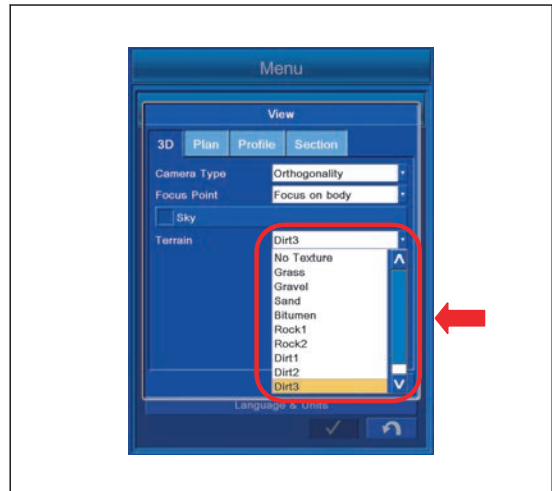 Menu
View
3D Plan Profile Section
Camera Type Orthogonality
Focus Point Focus on body
Sky
Terrain Dirt3
No Texture
Grass
Gravel
Sand
Bitumen
Rock1
Rock2
Dirt1
Dirt2
Dirt3
Language & Units